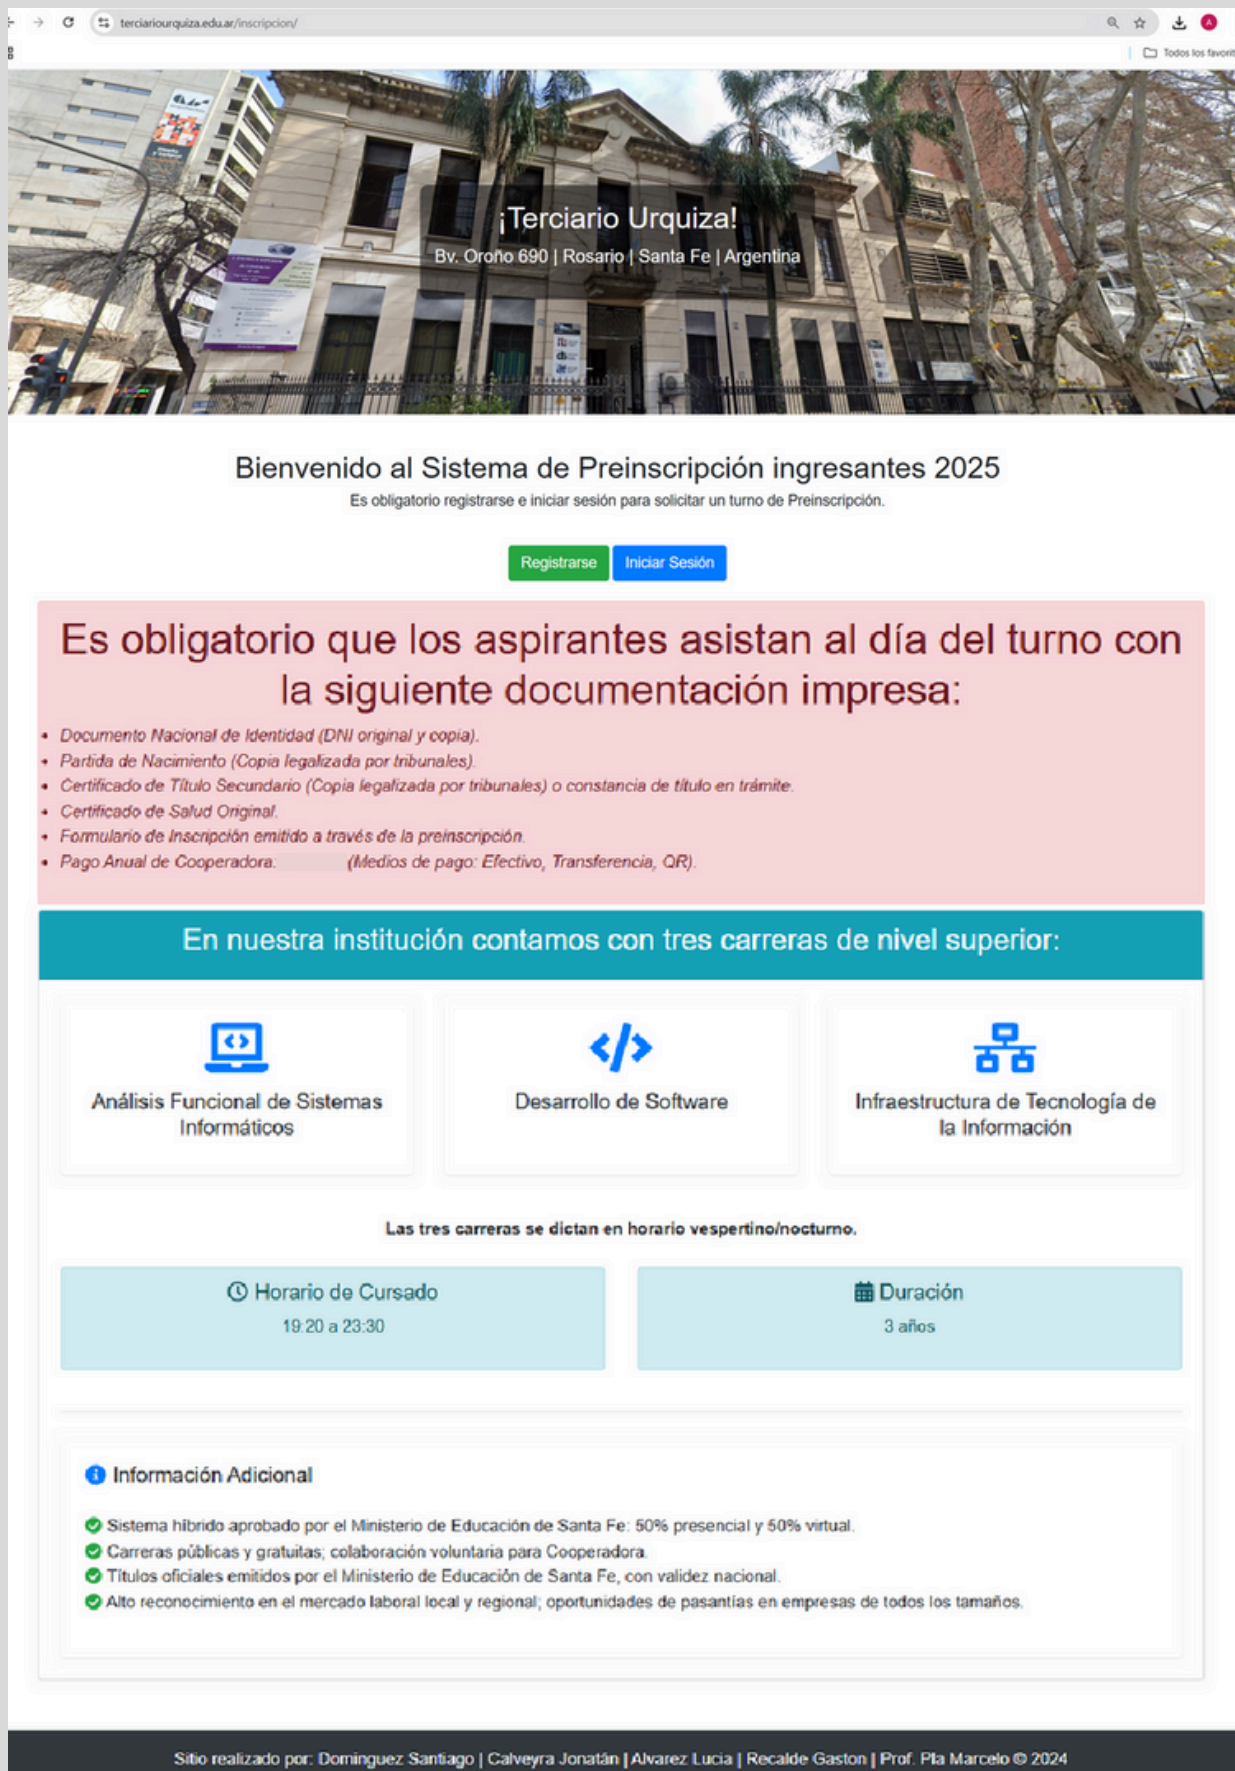 terciariourquiza.edu.ar/inscripcion/
A
Todos los favorit
¡Terciario Urquiza!
Bv. Oroño 690 | Rosario | Santa Fe | Argentina
Bienvenido al Sistema de Preinscripción ingresantes 2025
Es obligatorio registrarse e iniciar sesión para solicitar un turno de Preinscripción.
Registrarse Iniciar Sesión
Es obligatorio que los aspirantes asistan al día del turno con
la siguiente documentación impresa:
• Documento Nacional de Identidad (DNI original y copia).
• Partida de Nacimiento (Copia legalizada por tribunales).
• Certificado de Título Secundario (Copia legalizada por tribunales) o constancia de título en trámite.
• Certificado de Salud Original.
• Formulario de Inscripción emitido a través de la preinscripción.
• Pago Anual de Cooperadora: (Medios de pago: Efectivo, Transferencia, QR).
En nuestra institución contamos con tres carreras de nivel superior:
Análisis Funcional de Sistemas
Informáticos
Desarrollo de Software
Infraestructura de Tecnología de
la Información
Las tres carreras se dictan en horario vespertino/nocturno.
Horario de Cursado
19:20 a 23:30
Duración
3 años
Información Adicional
Sistema híbrido aprobado por el Ministerio de Educación de Santa Fe: 50% presencial y 50% virtual.
Carreras públicas y gratuitas; colaboración voluntaria para Cooperadora.
Títulos oficiales emitidos por el Ministerio de Educación de Santa Fe, con validez nacional.
Alto reconocimiento en el mercado laboral local y regional; oportunidades de pasantías en empresas de todos los tamaños.
Sitio realizado por: Dominguez Santiago | Calveyra Jonatán | Alvarez Lucia | Recalde Gaston | Prof. Pla Marcelo © 2024